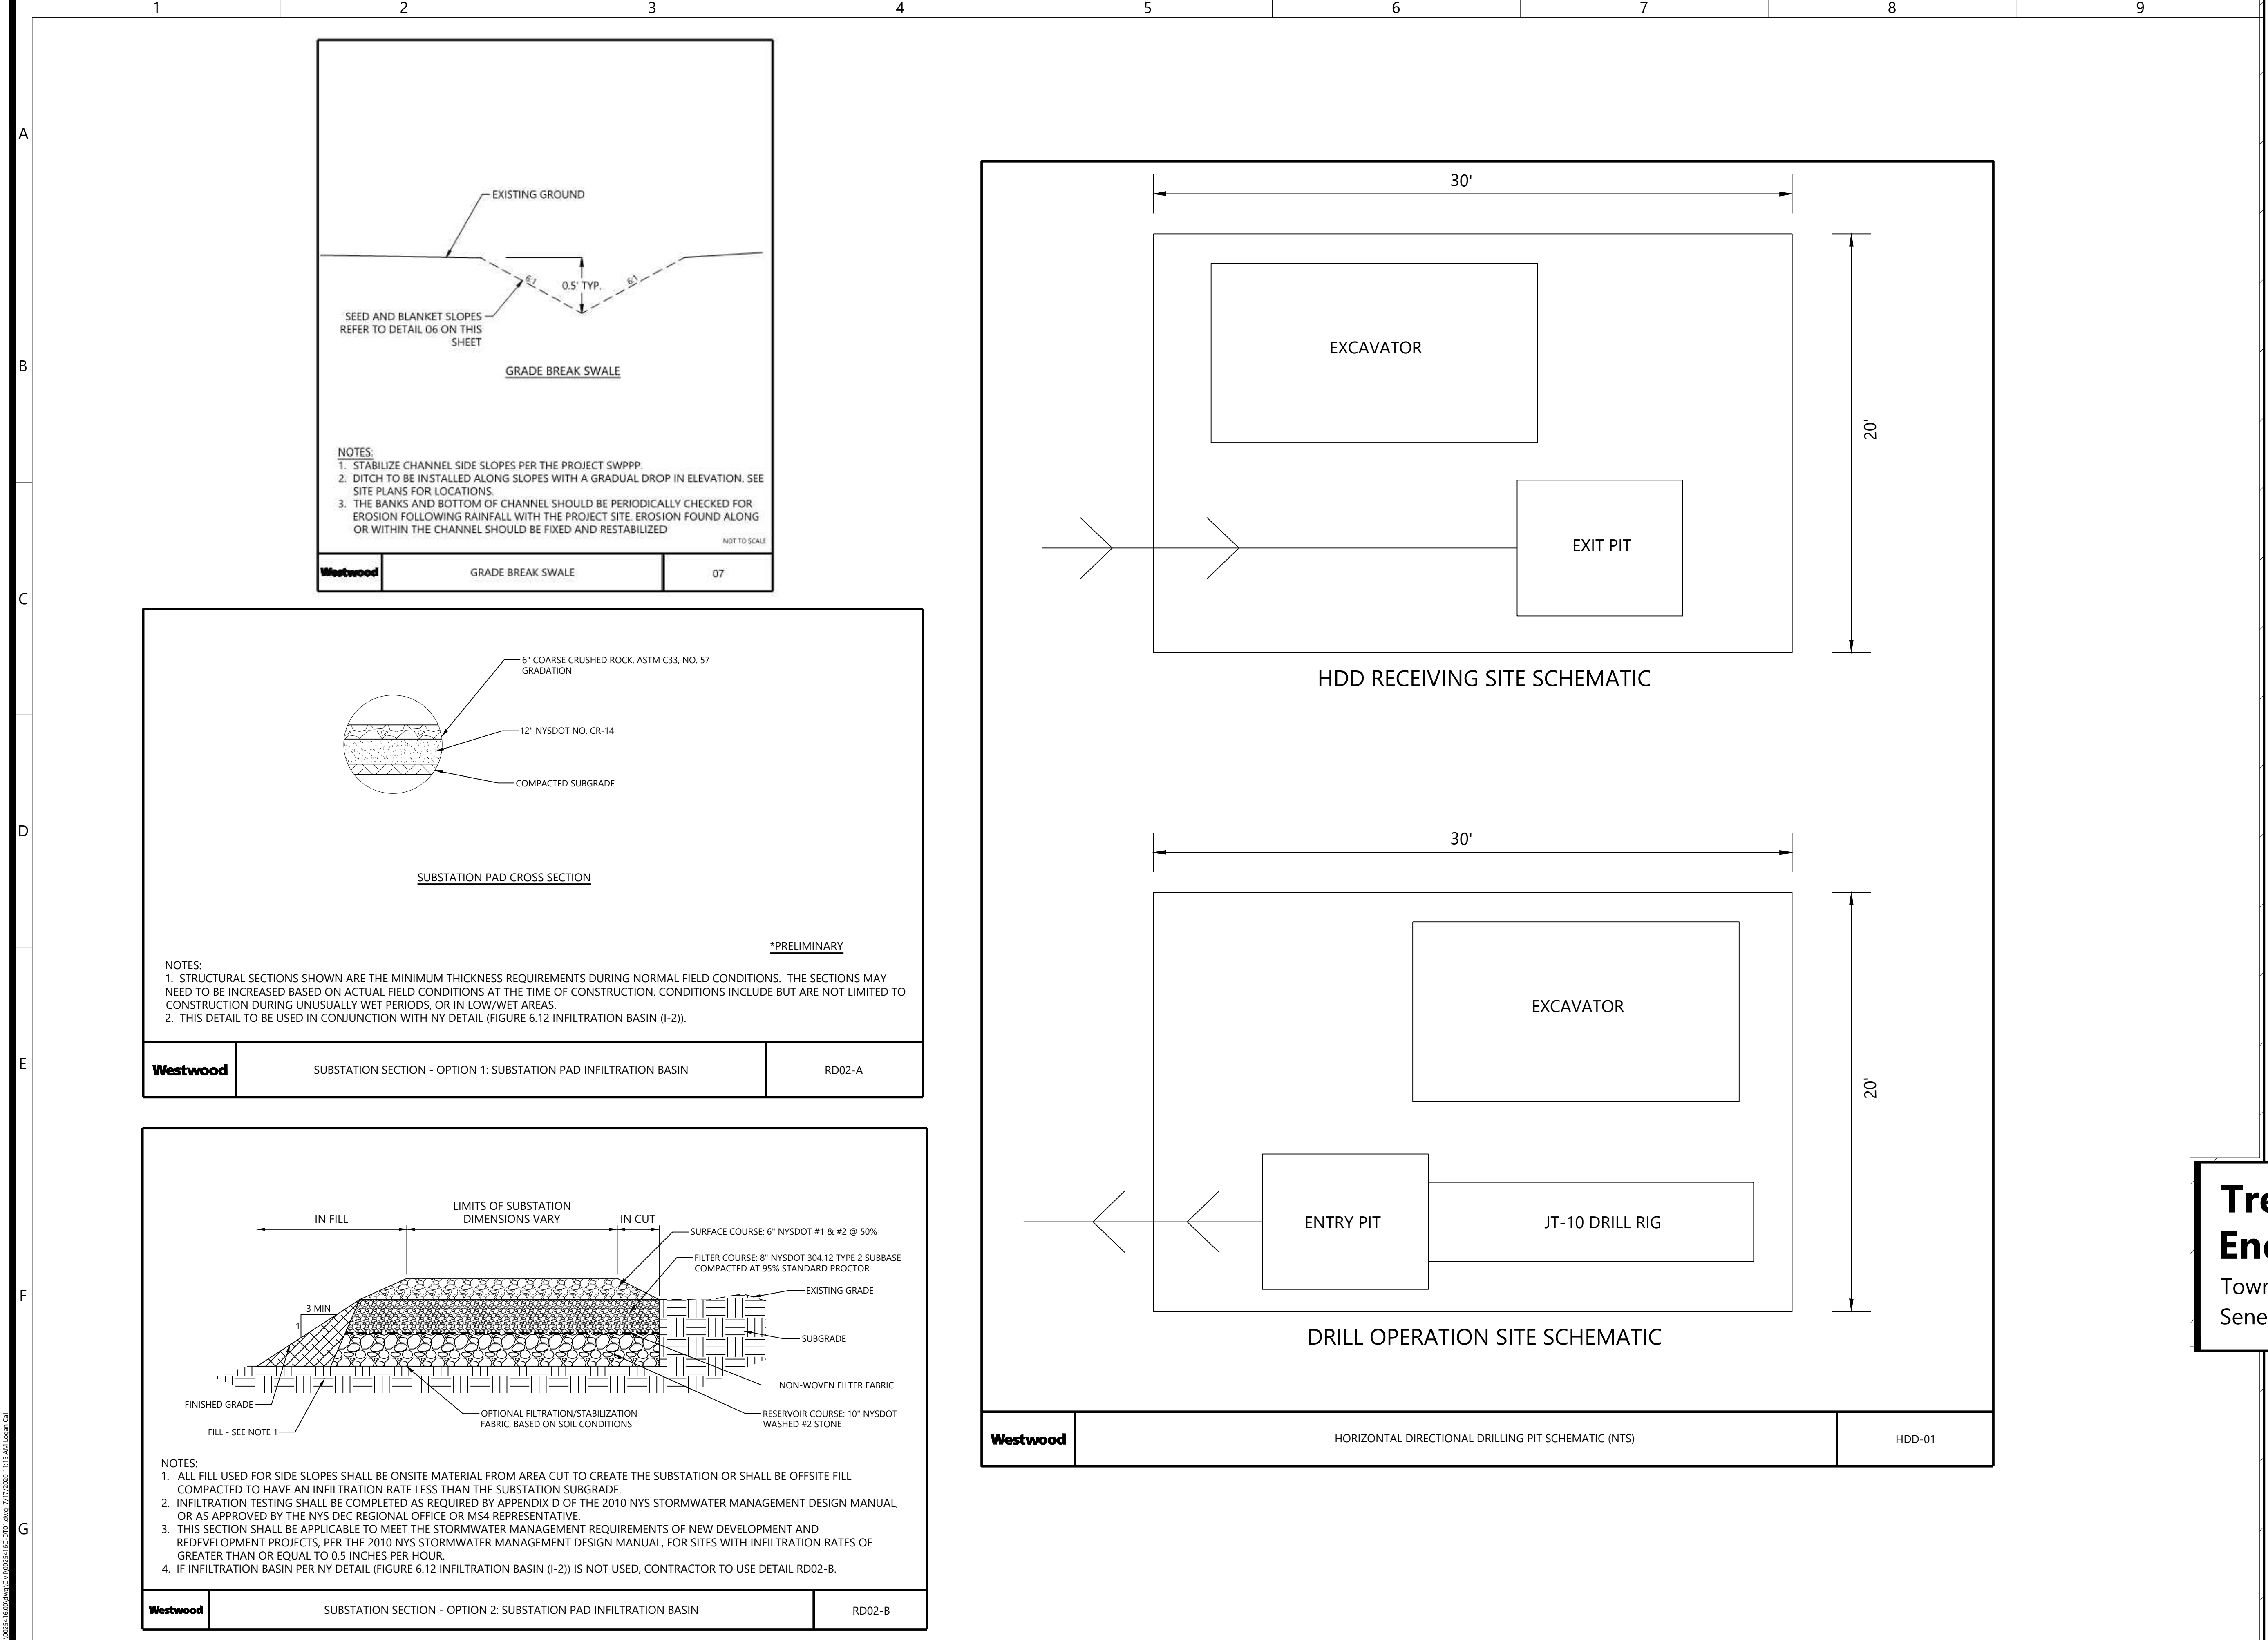 1 2 3 4 5 6 7 8 9
A
B
C
D
E
F
G
EXISTING GROUND
6:1
0.5' TYP.
6:1
SEED AND BLANKET SLOPES
REFER TO DETAIL 06 ON THIS
SHEET
GRADE BREAK SWALE
NOTES:
1. STABILIZE CHANNEL SIDE SLOPES PER THE PROJECT SWPPP.
2. DITCH TO BE INSTALLED ALONG SLOPES WITH A GRADUAL DROP IN ELEVATION. SEE
SITE PLANS FOR LOCATIONS.
3. THE BANKS AND BOTTOM OF CHANNEL SHOULD BE PERIODICALLY CHECKED FOR
EROSION FOLLOWING RAINFALL WITH THE PROJECT SITE. EROSION FOUND ALONG
OR WITHIN THE CHANNEL SHOULD BE FIXED AND RESTABILIZED
NOT TO SCALE
Westwood GRADE BREAK SWALE 07
6" COARSE CRUSHED ROCK, ASTM C33, NO. 57
GRADATION
12" NYSDOT NO. CR-14
COMPACTED SUBGRADE
SUBSTATION PAD CROSS SECTION
*PRELIMINARY
NOTES:
1. STRUCTURAL SECTIONS SHOWN ARE THE MINIMUM THICKNESS REQUIREMENTS DURING NORMAL FIELD CONDITIONS. THE SECTIONS MAY
NEED TO BE INCREASED BASED ON ACTUAL FIELD CONDITIONS AT THE TIME OF CONSTRUCTION. CONDITIONS INCLUDE BUT ARE NOT LIMITED TO
CONSTRUCTION DURING UNUSUALLY WET PERIODS, OR IN LOW/WET AREAS.
2. THIS DETAIL TO BE USED IN CONJUNCTION WITH NY DETAIL (FIGURE 6.12 INFILTRATION BASIN (I-2)).
Westwood SUBSTATION SECTION - OPTION 1: SUBSTATION PAD INFILTRATION BASIN RD02-A
LIMITS OF SUBSTATION
IN FILL DIMENSIONS VARY IN CUT
SURFACE COURSE: 6" NYSDOT #1 & #2 @ 50%
FILTER COURSE: 8" NYSDOT 304.12 TYPE 2 SUBBASE
COMPACTED AT 95% STANDARD PROCTOR
EXISTING GRADE
3 MIN
1
SUBGRADE
NON-WOVEN FILTER FABRIC
FINISHED GRADE
OPTIONAL FILTRATION/STABILIZATION
FABRIC, BASED ON SOIL CONDITIONS
RESERVOIR COURSE: 10" NYSDOT
WASHED #2 STONE
FILL - SEE NOTE 1
NOTES:
1. ALL FILL USED FOR SIDE SLOPES SHALL BE ONSITE MATERIAL FROM AREA CUT TO CREATE THE SUBSTATION OR SHALL BE OFFSITE FILL
COMPACTED TO HAVE AN INFILTRATION RATE LESS THAN THE SUBSTATION SUBGRADE.
2. INFILTRATION TESTING SHALL BE COMPLETED AS REQUIRED BY APPENDIX D OF THE 2010 NYS STORMWATER MANAGEMENT DESIGN MANUAL,
OR AS APPROVED BY THE NYS DEC REGIONAL OFFICE OR MS4 REPRESENTATIVE.
3. THIS SECTION SHALL BE APPLICABLE TO MEET THE STORMWATER MANAGEMENT REQUIREMENTS OF NEW DEVELOPMENT AND
REDEVELOPMENT PROJECTS, PER THE 2010 NYS STORMWATER MANAGEMENT DESIGN MANUAL, FOR SITES WITH INFILTRATION RATES OF
GREATER THAN OR EQUAL TO 0.5 INCHES PER HOUR.
4. IF INFILTRATION BASIN PER NY DETAIL (FIGURE 6.12 INFILTRATION BASIN (I-2)) IS NOT USED, CONTRACTOR TO USE DETAIL RD02-B.
Westwood SUBSTATION SECTION - OPTION 2: SUBSTATION PAD INFILTRATION BASIN RD02-B
30'
EXCAVATOR
20'
EXIT PIT
HDD RECEIVING SITE SCHEMATIC
30'
EXCAVATOR
20'
ENTRY PIT JT-10 DRILL RIG
DRILL OPERATION SITE SCHEMATIC
Westwood HORIZONTAL DIRECTIONAL DRILLING PIT SCHEMATIC (NTS) HDD-01
Tre
Ene
Town
Sene
7/17/2020 11:15 AM Logan Call